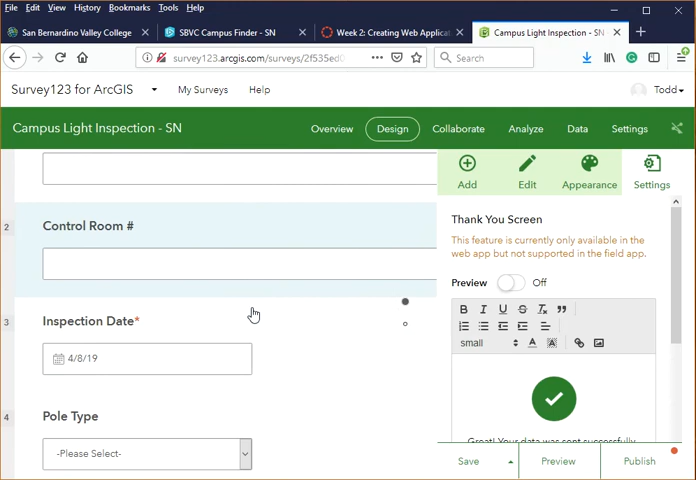 File Edit View History Bookmarks Tools Help
San Bernardino Valley College
SBVC Campus Finder - SN
Week 2: Creating Web Applicat
Campus Light Inspection - SN
survey123.arcgis.com/surveys/2f535ed0
Search
Survey123 for ArcGIS My Surveys Help Todd
Campus Light Inspection - SN Overview Design Collaborate Analyze Data Settings
Add Edit Appearance Settings
2 Control Room #
3 Inspection Date*
4/8/19
4 Pole Type
-Please Select-
Thank You Screen
This feature is currently only available in the
web app but not supported in the field app.
Preview Off
B I U S Tx
small A A
Great! Your data was sent successfully.
Save Preview Publish